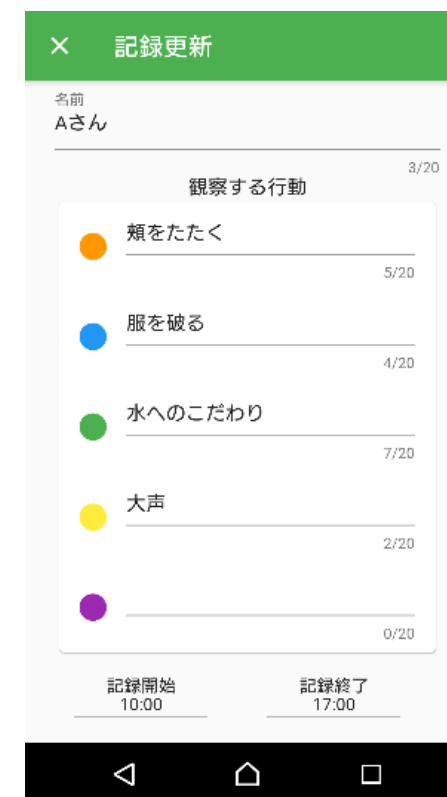 × 記録更新
名前
Aさん
3/20
観察する行動
頬をたたく
5/20
服を破る
4/20
水へのこだわり
7/20
大声
2/20
0/20
記録開始 記録終了
10:00 17:00